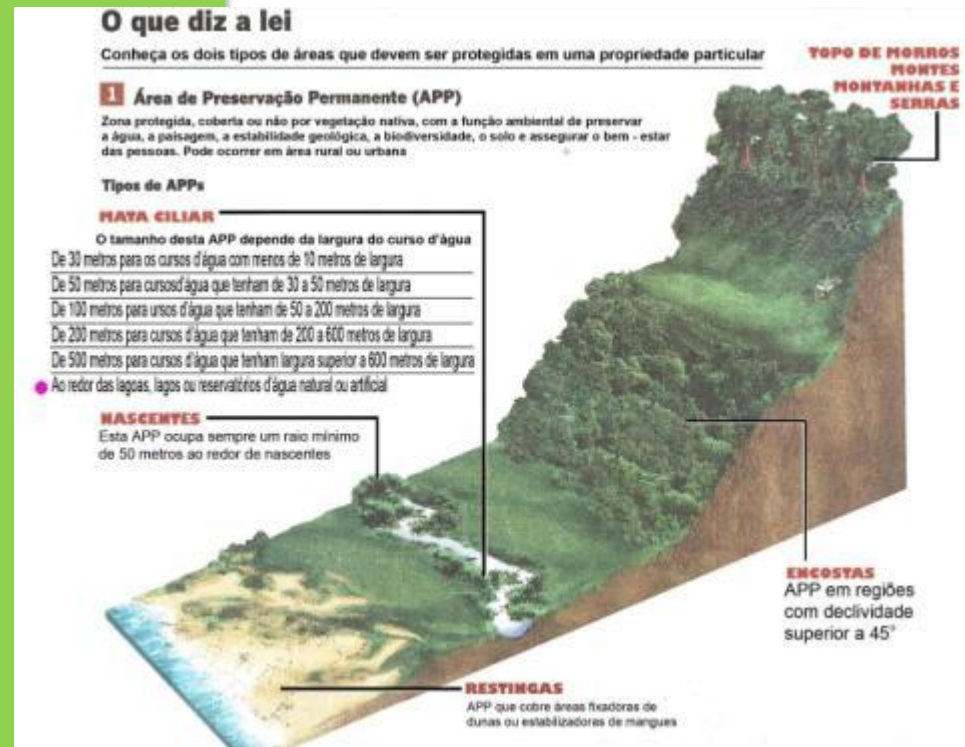 O que diz a lei
Conheça os dois tipos de áreas que devem ser protegidas em uma propriedade particular
TOPO DE MORROS
MONTES
MONTANHAS E
SERRAS
1 Área de Preservação Permanente (APP)
Zona protegida, coberta ou não por vegetação nativa, com a função ambiental de preservar
a água, a paisagem, a estabilidade geológica, a biodiversidade, o solo e assegurar o bem - estar
das pessoas. Pode ocorrer em área rural ou urbana
Tipos de APPs
MATA CILIAR
O tamanho desta APP depende da largura do curso d'água
De 30 metros para os cursos d'água com menos de 10 metros de largura
De 50 metros para cursosd'água que tenham de 30 a 50 metros de largura
De 100 metros para ursos d'água que tenham de 50 a 200 metros de largura
De 200 metros para cursos d'água que tenham de 200 a 600 metros de largura
De 500 metros para cursos d'água que tenham largura superior a 600 metros de largura
Ao redor das lagoas, lagos ou reservatórios d'água natural ou artificial
NASCENTES
Esta APP ocupa sempre um raio mínimo
de 50 metros ao redor de nascentes
ENCOSTAS
APP em regiões
com declividade
superior a 45°
RESTINGAS
APP que cobre áreas fixadoras de
dunas ou estabilizadoras de mangues